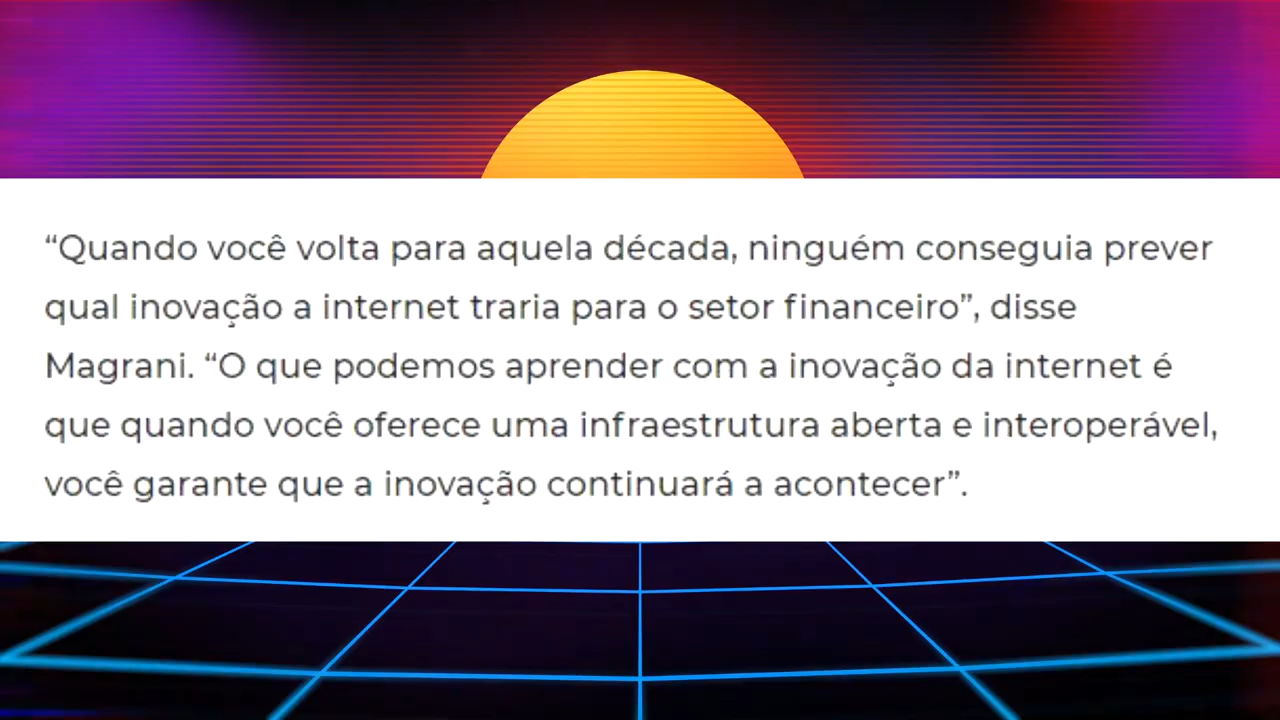 “Quando você volta para aquela década, ninguém conseguia prever
qual inovação a internet traria para o setor financeiro”, disse
Magrani. “O que podemos aprender com a inovação da internet é
que quando você oferece uma infraestrutura aberta e interoperável,
você garante que a inovação continuará a acontecer”.